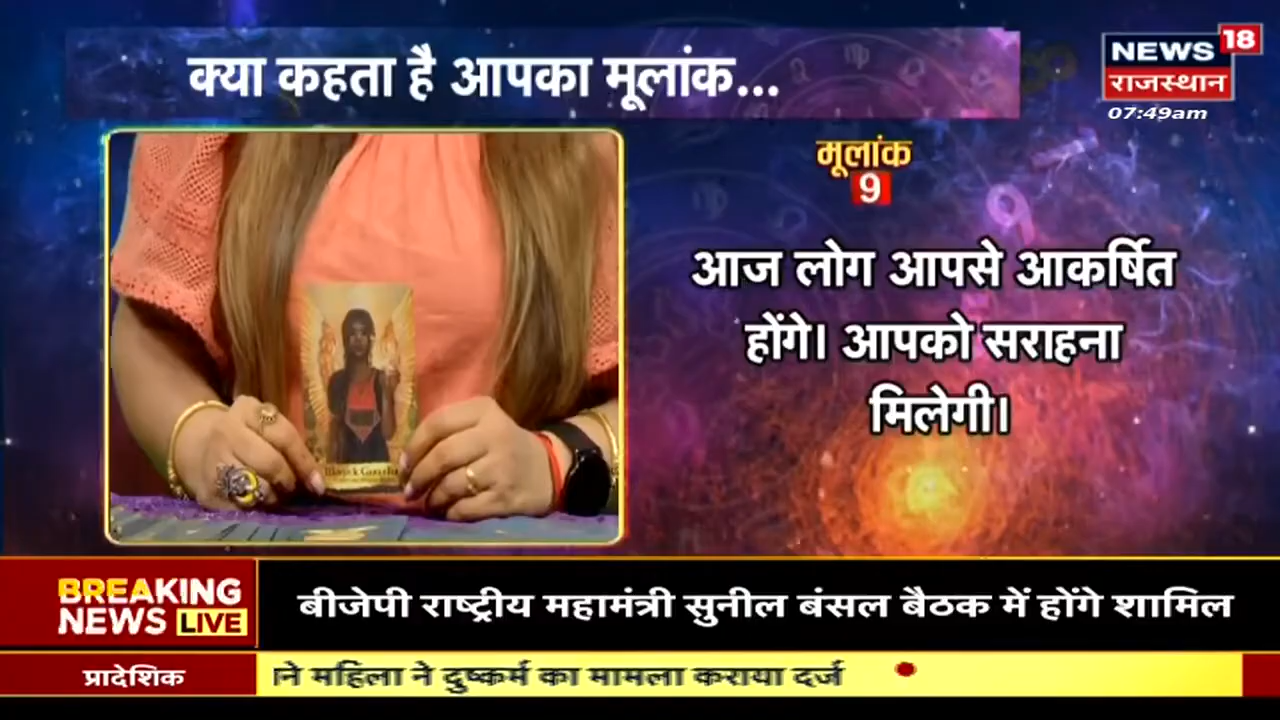 क्या कहता है आपका मूलांक...
NEWS 18
राजस्थान
07:49am
मूलांक
9
आज लोग आपसे आकर्षित
होंगे। आपको सराहना
मिलेगी।
BREAKING
NEWS LIVE
बीजेपी राष्ट्रीय महामंत्री सुनील बंसल बैठक में होंगे शामिल
प्रादेशिक
ने महिला ने दुष्कर्म का मामला कराया दर्ज